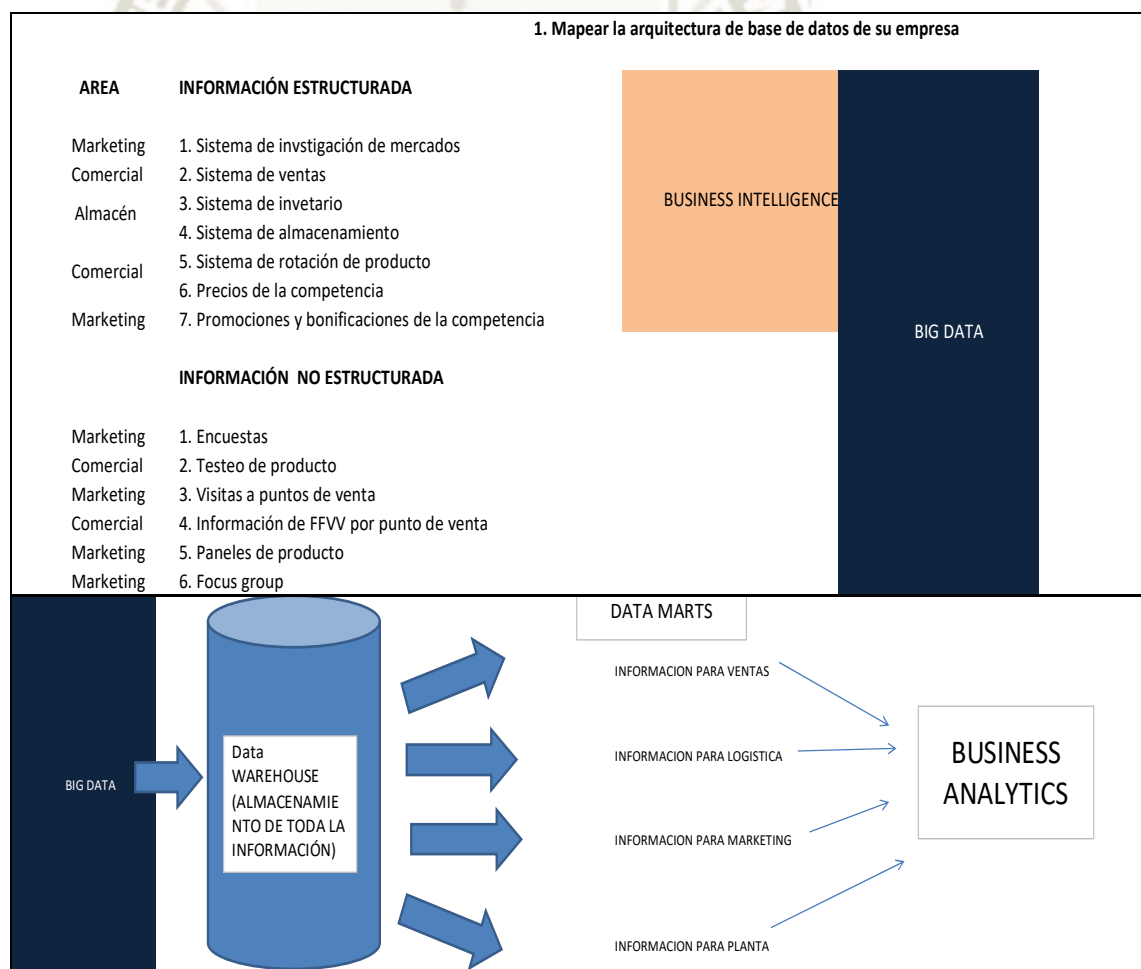 1. Mapear la arquitectura de base de datos de su empresa
AREA INFORMACIÓN ESTRUCTURADA
Marketing 1. Sistema de invstigación de mercados
Comercial 2. Sistema de ventas
Almacén 3. Sistema de invetario
4. Sistema de almacenamiento
Comercial 5. Sistema de rotación de producto
6. Precios de la competencia
Marketing 7. Promociones y bonificaciones de la competencia
BUSINESS INTELLIGENCE
BIG DATA
INFORMACIÓN NO ESTRUCTURADA
Marketing 1. Encuestas
Comercial 2. Testeo de producto
Marketing 3. Visitas a puntos de venta
Comercial 4. Información de FFVV por punto de venta
Marketing 5. Paneles de producto
Marketing 6. Focus group
BIG DATA
Data
WAREHOUSE
(ALMACENAMIE
NTO DE TODA LA
INFORMACIÓN)
DATA MARTS
INFORMACION PARA VENTAS
INFORMACION PARA LOGISTICA
INFORMACION PARA MARKETING
INFORMACION PARA PLANTA
BUSINESS
ANALYTICS